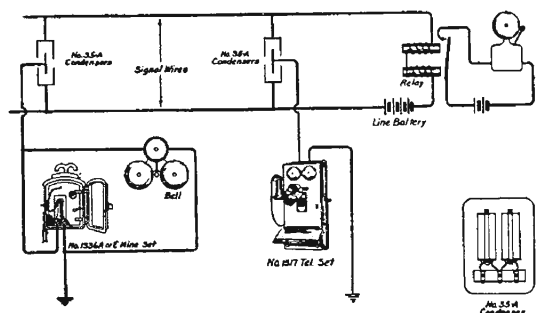 No. 35-A
Condensers
Signal Wires
No. 35-A
Condensers
Relay
Line Battery
Bell
No. 1336A or E Mine Set
No. 1317 Tel. Set
No. 35-A
Condenser